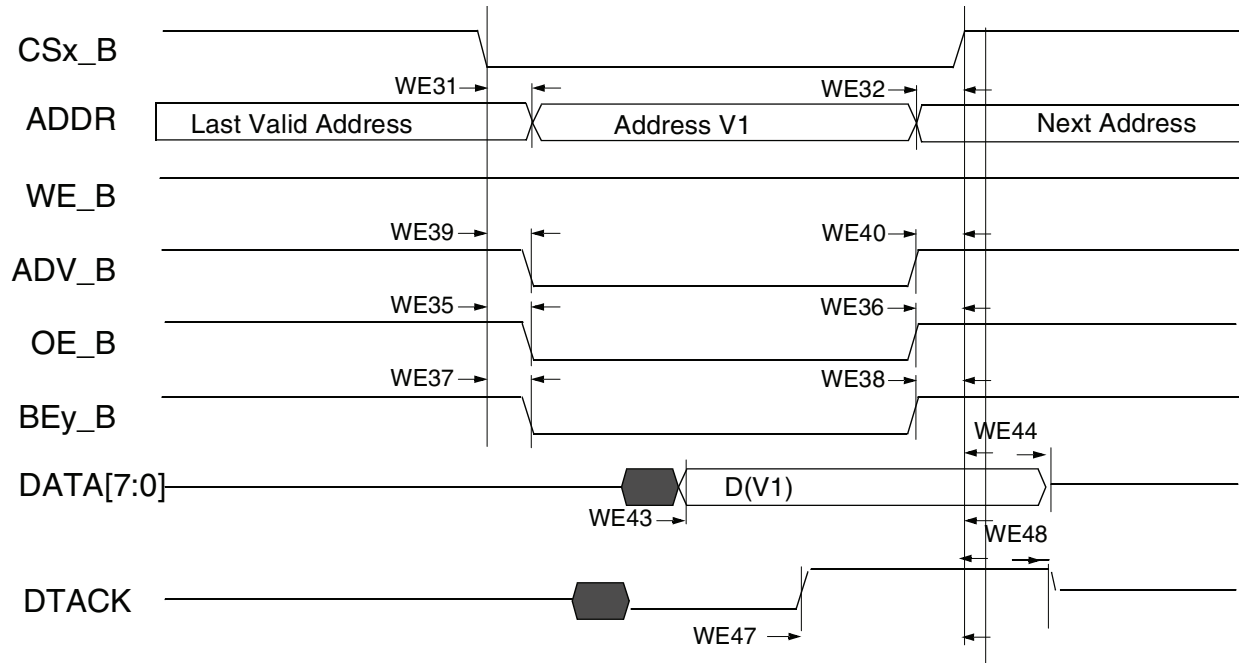 CSx_B
WE31
WE32
ADDR
Last Valid Address
Address V1
Next Address
WE_B
WE39
WE40
ADV_B
WE35
WE36
OE_B
WE37
WE38
BEy_B
WE44
DATA[7:0]
D(V1)
WE43
WE48
DTACK
WE47